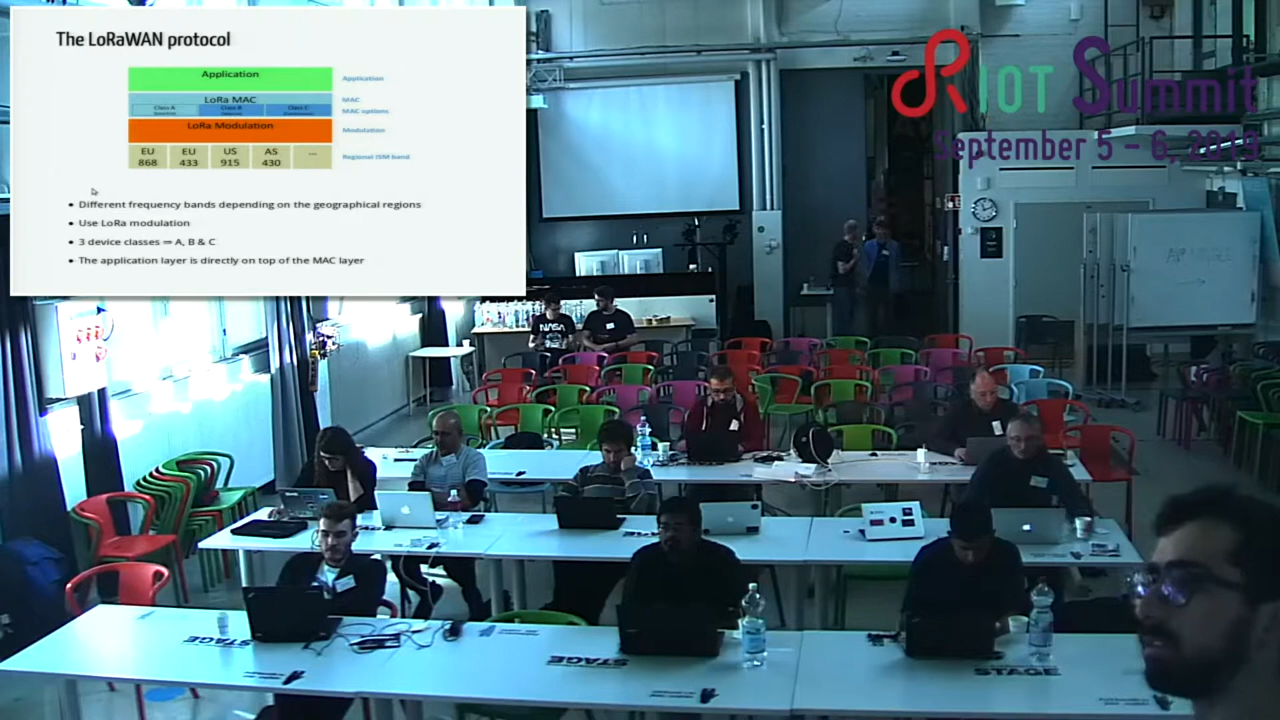 The LoRaWAN protocol
Application
Application
LoRa MAC
MAC
Class A
Class B
Class C
MAC options
LoRa Modulation
Modulation
EU 868
EU 433
US 915
AS 430
...
Regional ISM band
• Different frequency bands depending on the geographical regions
• Use LoRa modulation
• 3 device classes = A, B & C
• The application layer is directly on top of the MAC layer
RIOT Summit
September 5 - 6, 2019
NASA
STAGE
STAGE
STAGE